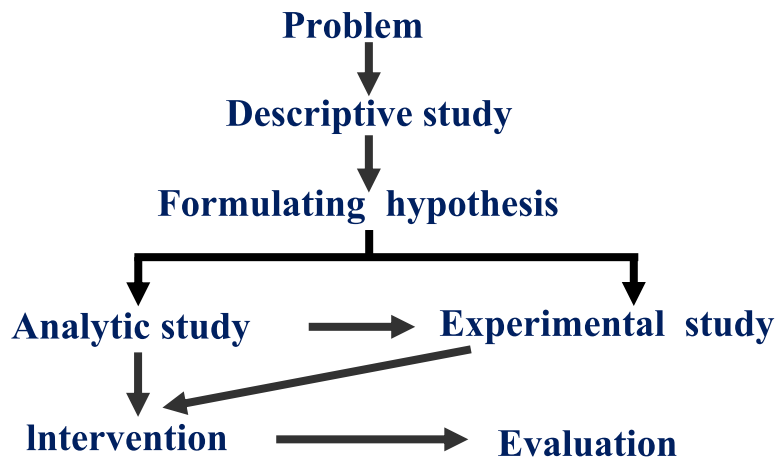 Problem
Descriptive study
Formulating hypothesis
Analytic study
Experimental study
Intervention
Evaluation